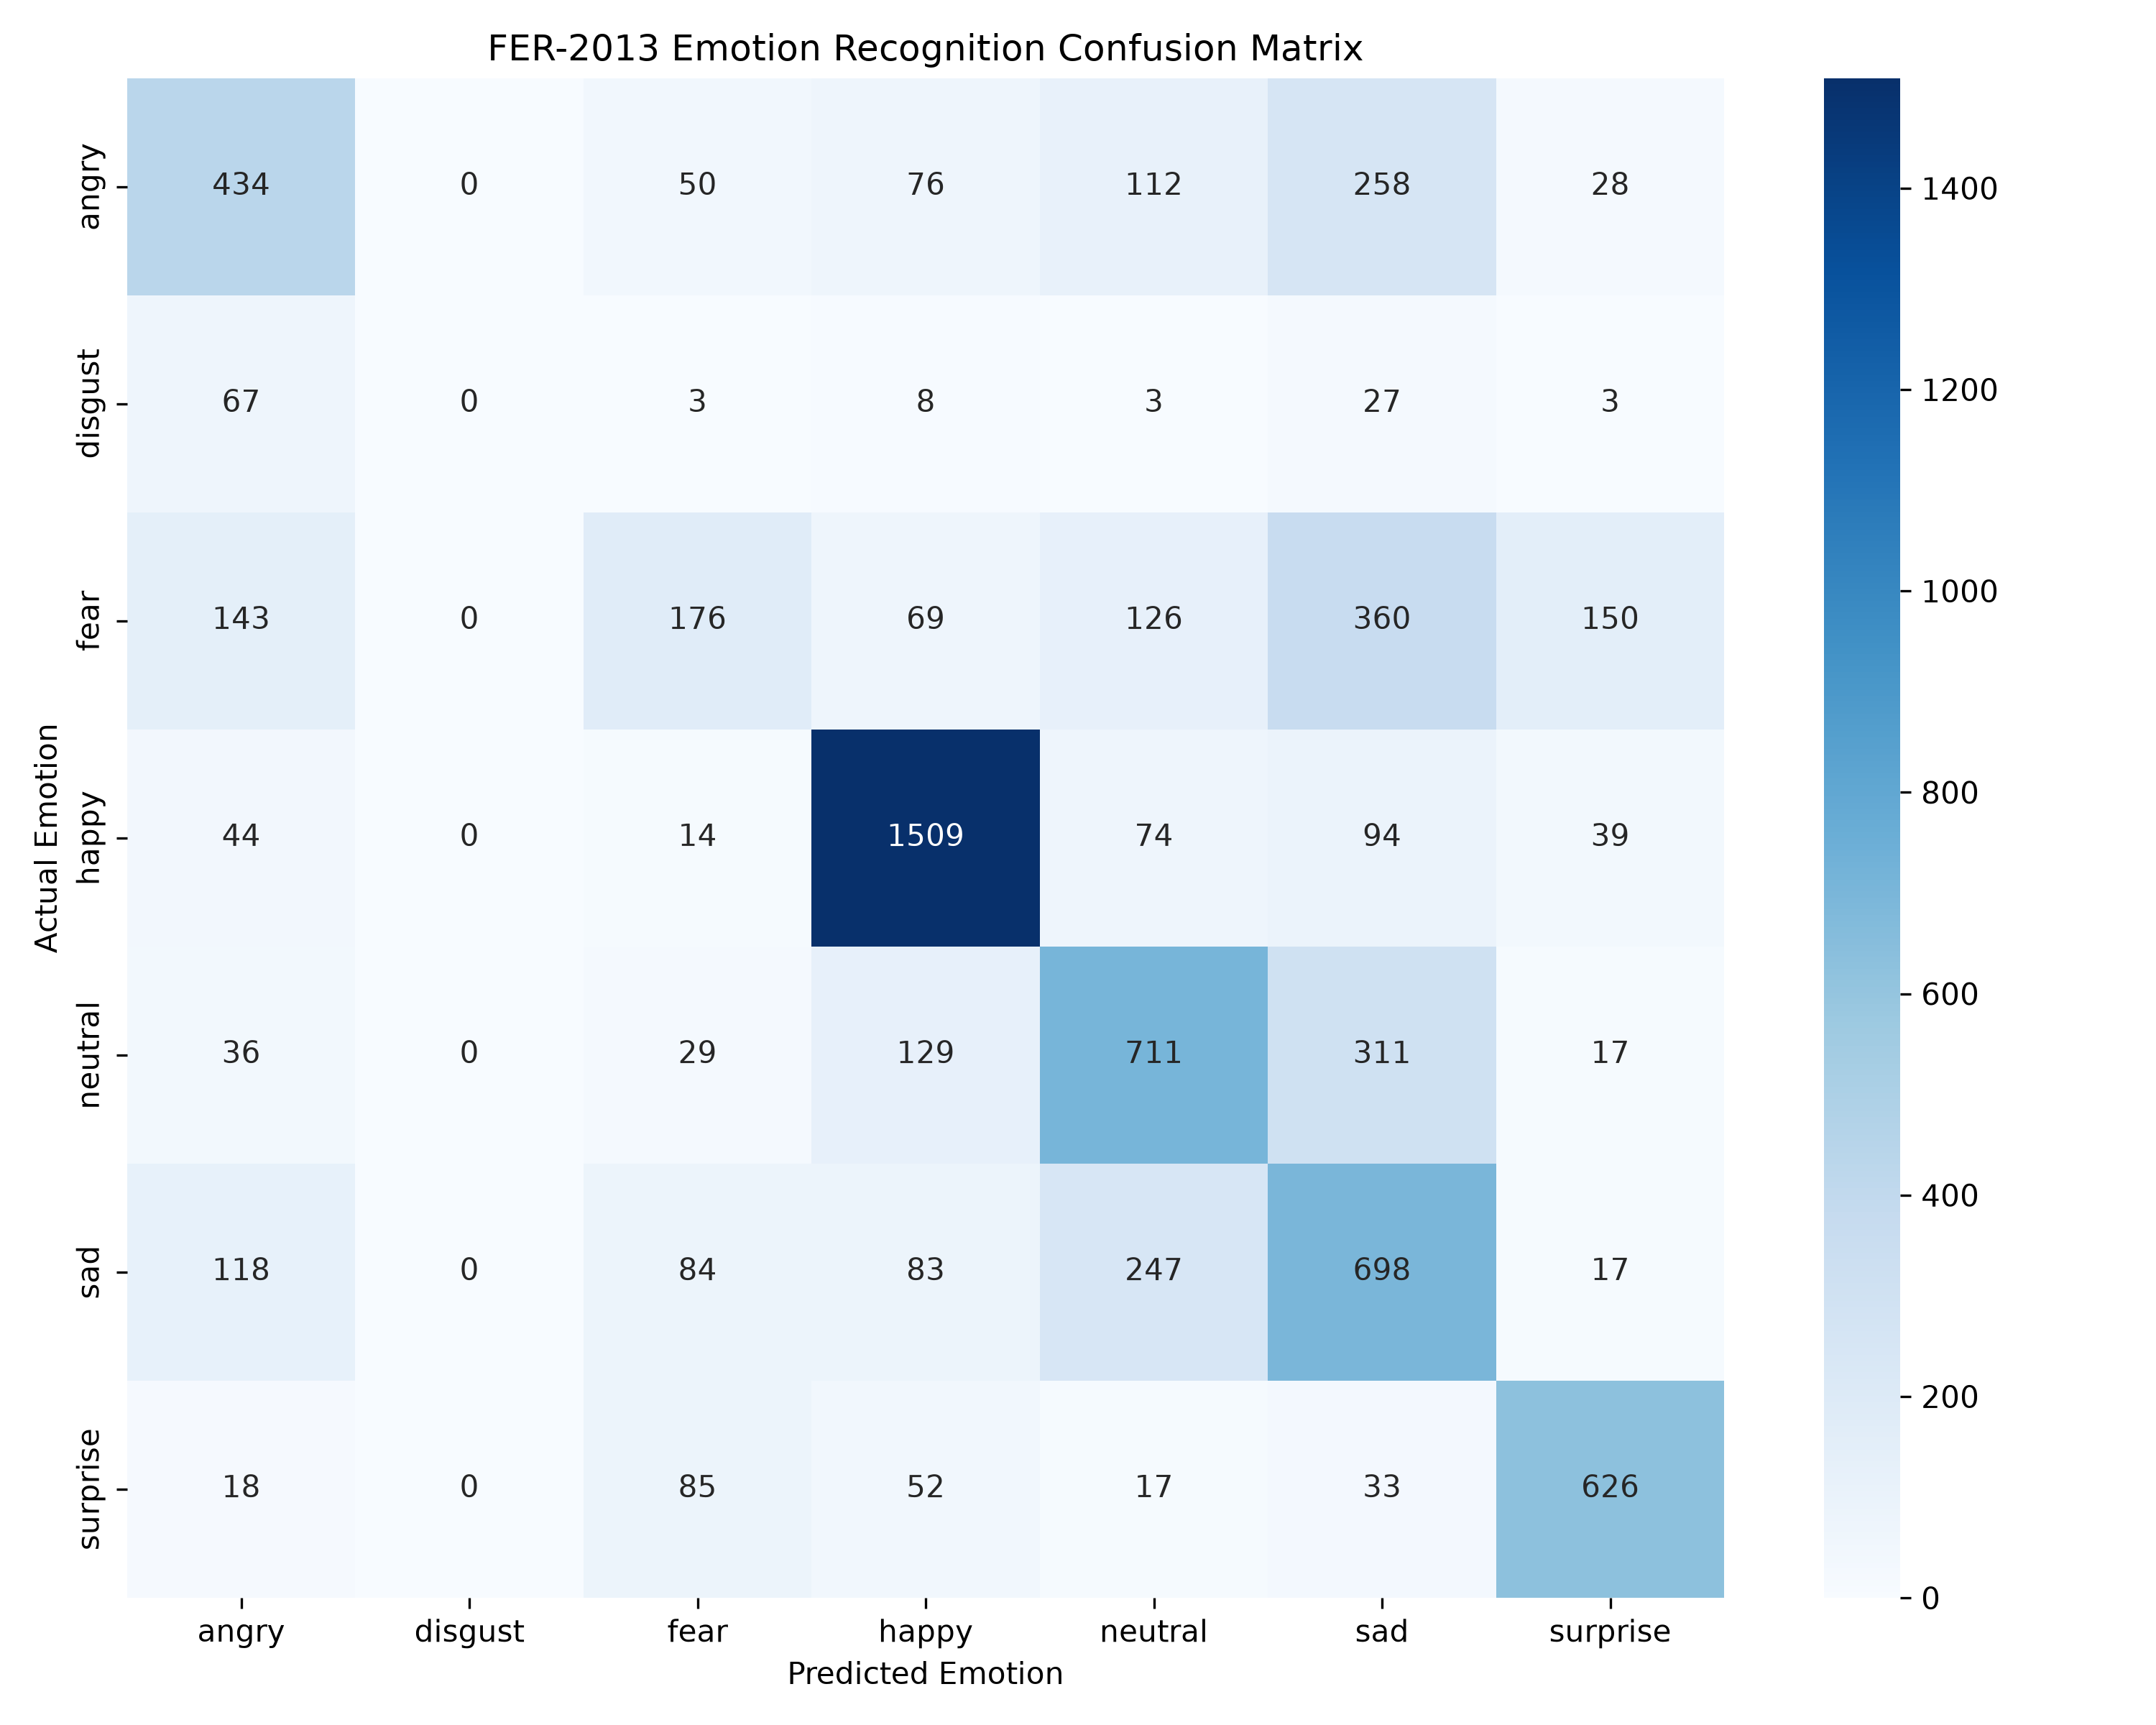 FER-2013 Emotion Recognition Confusion Matrix
angry 434 0 50 76 112 258 28
disgust 67 0 3 8 3 27 3
fear 143 0 176 69 126 360 150
happy 44 0 14 1509 74 94 39
neutral 36 0 29 129 711 311 17
sad 118 0 84 83 247 698 17
surprise 18 0 85 52 17 33 626
angry disgust fear happy neutral sad surprise
Predicted Emotion
Actual Emotion
1400
1200
1000
800
600
400
200
0